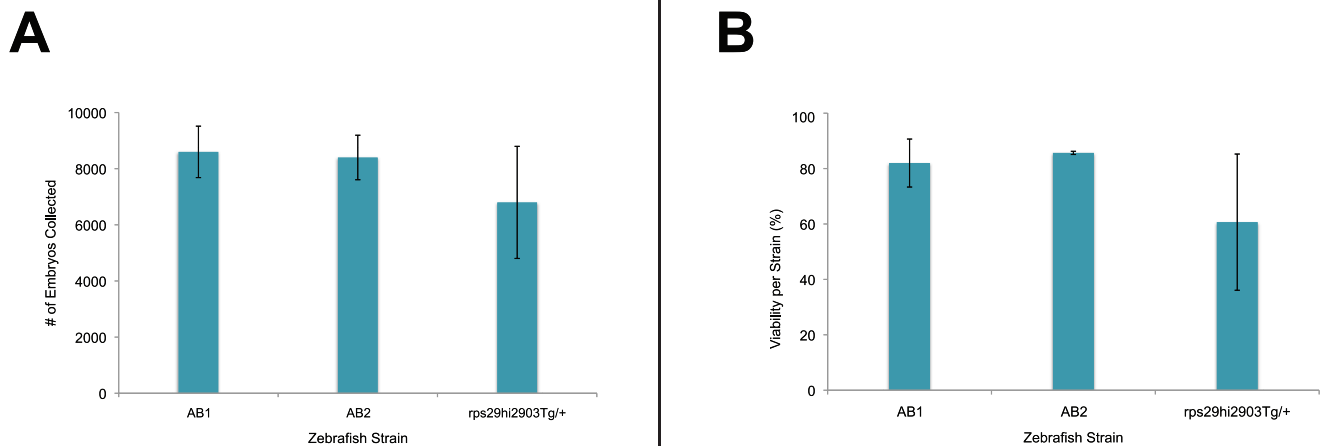 A
10000
8000
6000
4000
2000
0
# of Embryos Collected
AB1
AB2
rps29hi2903Tg/+
Zebrafish Strain
B
100
80
60
40
20
0
Viability per Strain (%)
AB1
AB2
rps29hi2903Tg/+
Zebrafish Strain